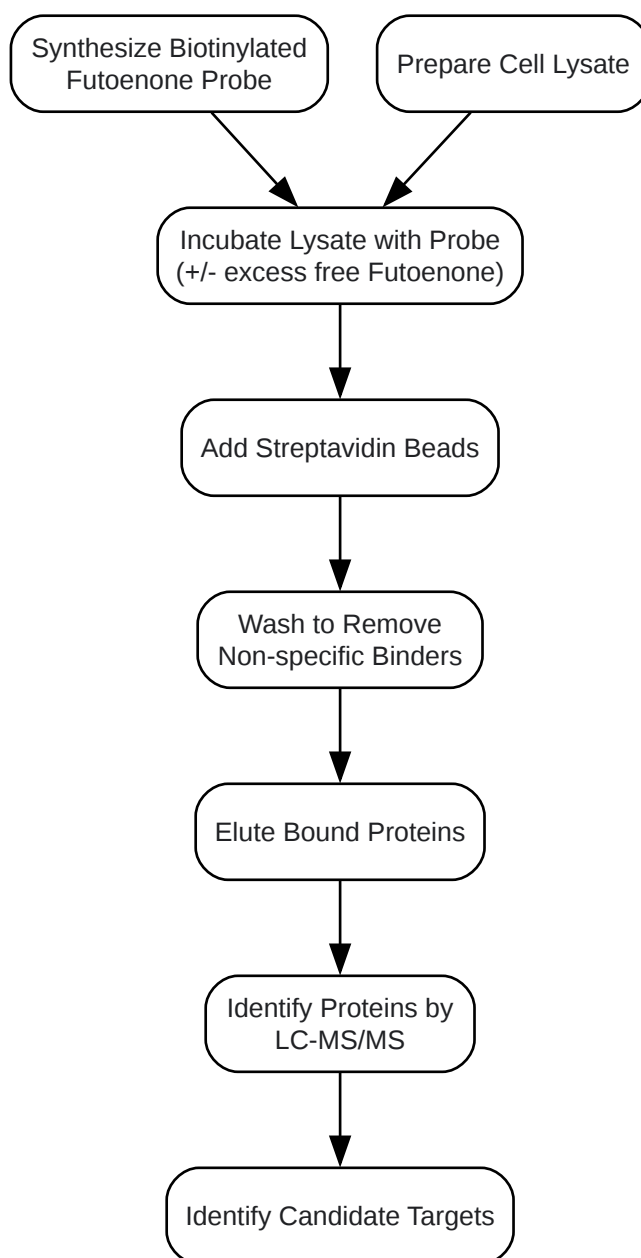 Synthesize Biotinylated
Futoenone Probe
Prepare Cell Lysate
Incubate Lysate with Probe
(+/- excess free Futoenone)
Add Streptavidin Beads
Wash to Remove
Non-specific Binders
Elute Bound Proteins
Identify Proteins by
LC-MS/MS
Identify Candidate Targets